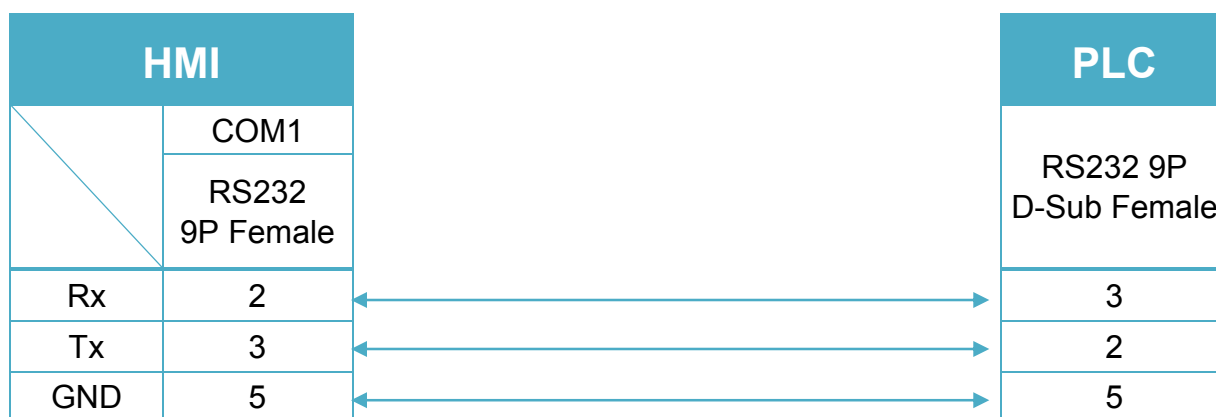 HMI
PLC
COM1
RS232
9P Female
RS232 9P
D-Sub Female
Rx 2 3
Tx 3 2
GND 5 5